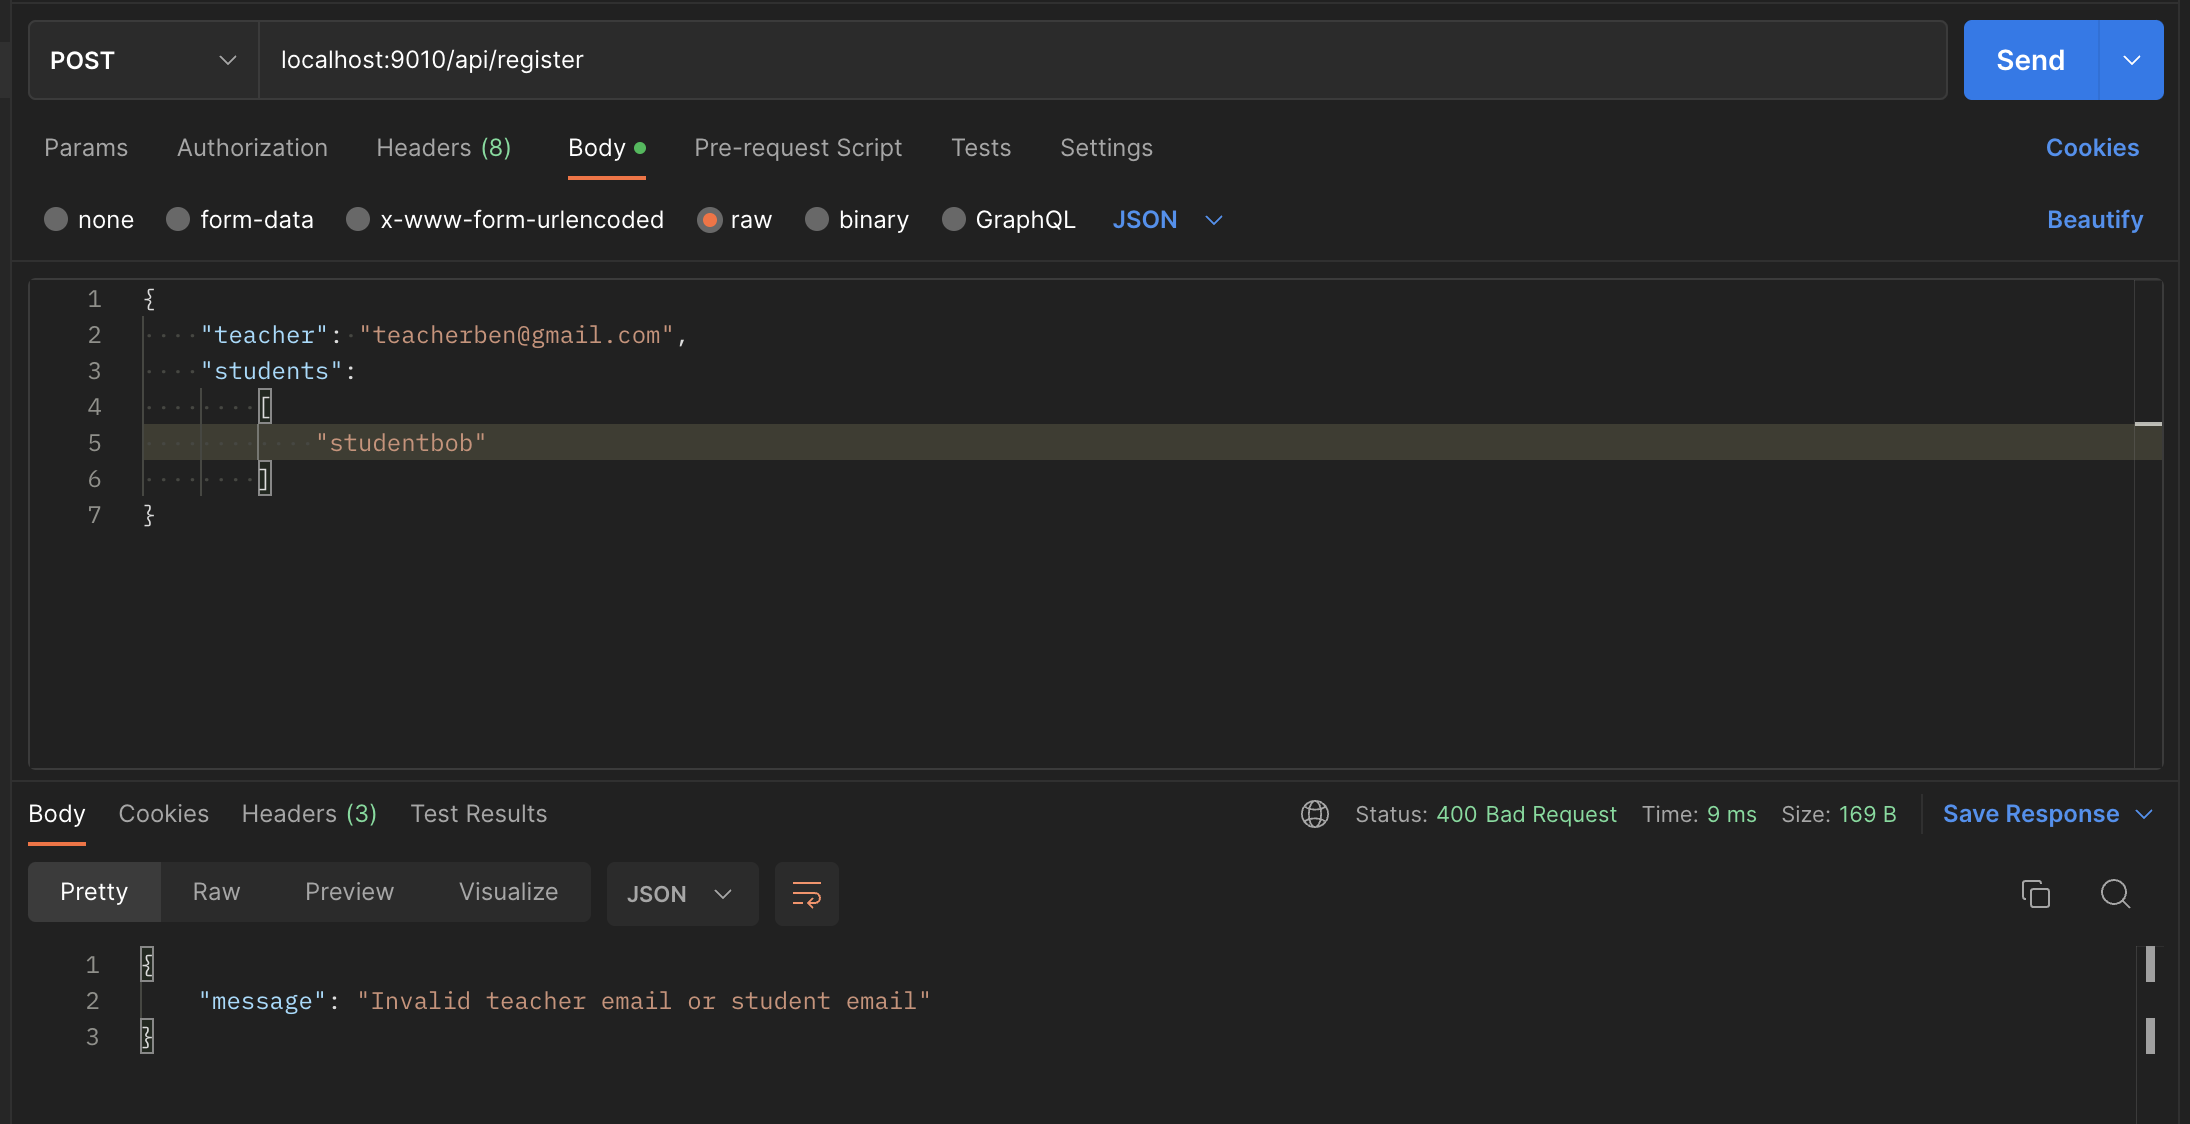 POST localhost:9010/api/register Send
Params Authorization Headers (8) Body Pre-request Script Tests Settings Cookies
none form-data x-www-form-urlencoded raw binary GraphQL JSON Beautify
1 {
2 "teacher": "teacherben@gmail.com",
3 "students":
4 [
5 "studentbob"
6 ]
7 }
Body Cookies Headers (3) Test Results Status: 400 Bad Request Time: 9 ms Size: 169 B Save Response
Pretty Raw Preview Visualize JSON
1 {
2 "message": "Invalid teacher email or student email"
3 }